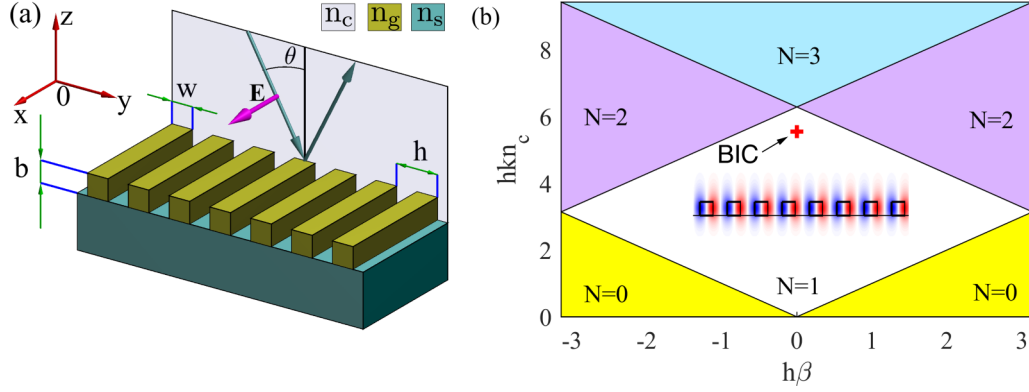 (a)
z
0
x
y
n_c n_g n_s
θ
E
w
h
b
(b)
hkn_c
8
6
4
2
0
N=3
N=2
N=2
BIC
N=1
N=0
N=0
-3 -2 -1 0 1 2 3
hβ